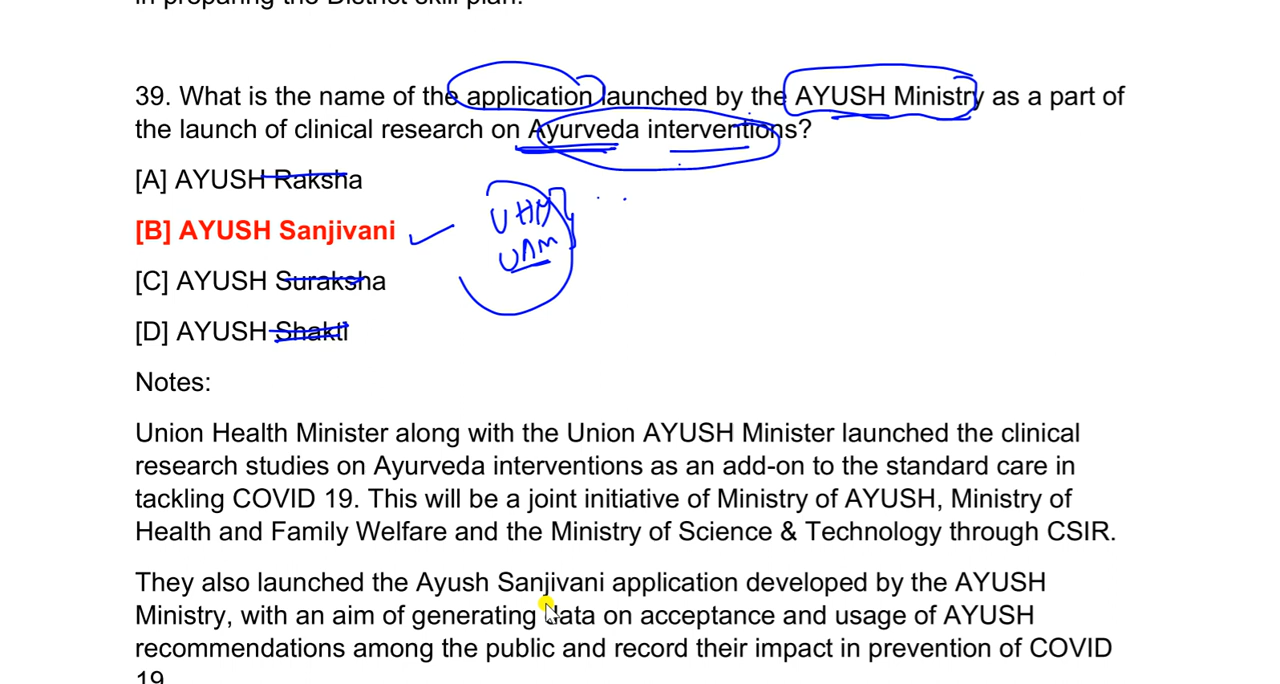 in preparing the District skill plan.
39. What is the name of the application launched by the AYUSH Ministry as a part of
the launch of clinical research on Ayurveda interventions?
[A] AYUSH Raksha
[B] AYUSH Sanjivani
UHM
UAM
[C] AYUSH Suraksha
[D] AYUSH Shakti
Notes:
Union Health Minister along with the Union AYUSH Minister launched the clinical
research studies on Ayurveda interventions as an add-on to the standard care in
tackling COVID 19. This will be a joint initiative of Ministry of AYUSH, Ministry of
Health and Family Welfare and the Ministry of Science & Technology through CSIR.
They also launched the Ayush Sanjivani application developed by the AYUSH
Ministry, with an aim of generating data on acceptance and usage of AYUSH
recommendations among the public and record their impact in prevention of COVID
19